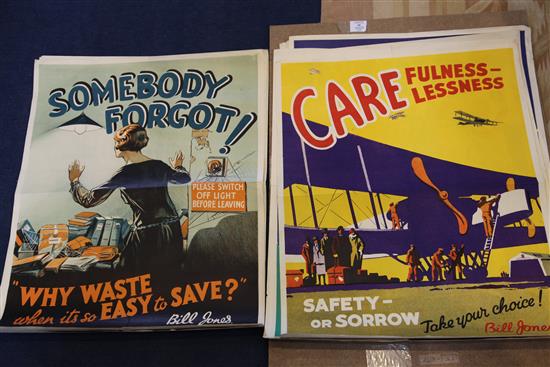 SOMEBODY
FORGOT!
PLEASE SWITCH
OFF LIGHT
BEFORE LEAVING
"WHY WASTE
when its so EASY to SAVE?"
Bill Jones
CARE FULNESS-
LESSNESS
SAFETY-
OR SORROW
Take your choice!
Bill Jones